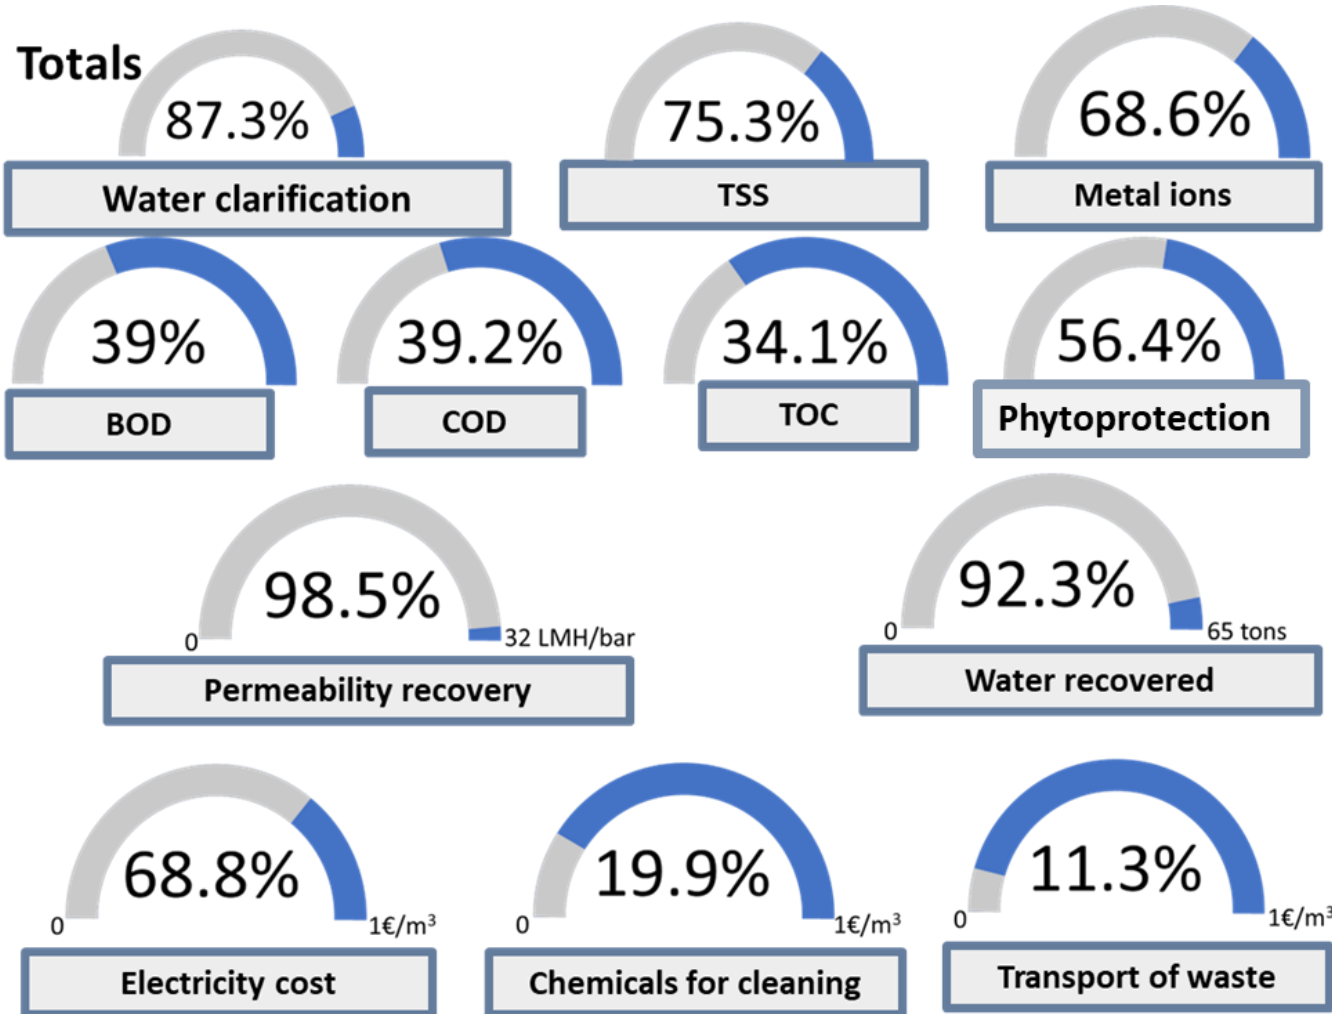 Totals
87.3%
75.3%
68.6%
Water clarification
TSS
Metal ions
39%
39.2%
34.1%
56.4%
BOD
COD
TOC
Phytoprotection
98.5%
92.3%
0
32 LMH/bar
0
65 tons
Permeability recovery
Water recovered
68.8%
19.9%
11.3%
0
1€/m³
0
1€/m³
0
1€/m³
Electricity cost
Chemicals for cleaning
Transport of waste